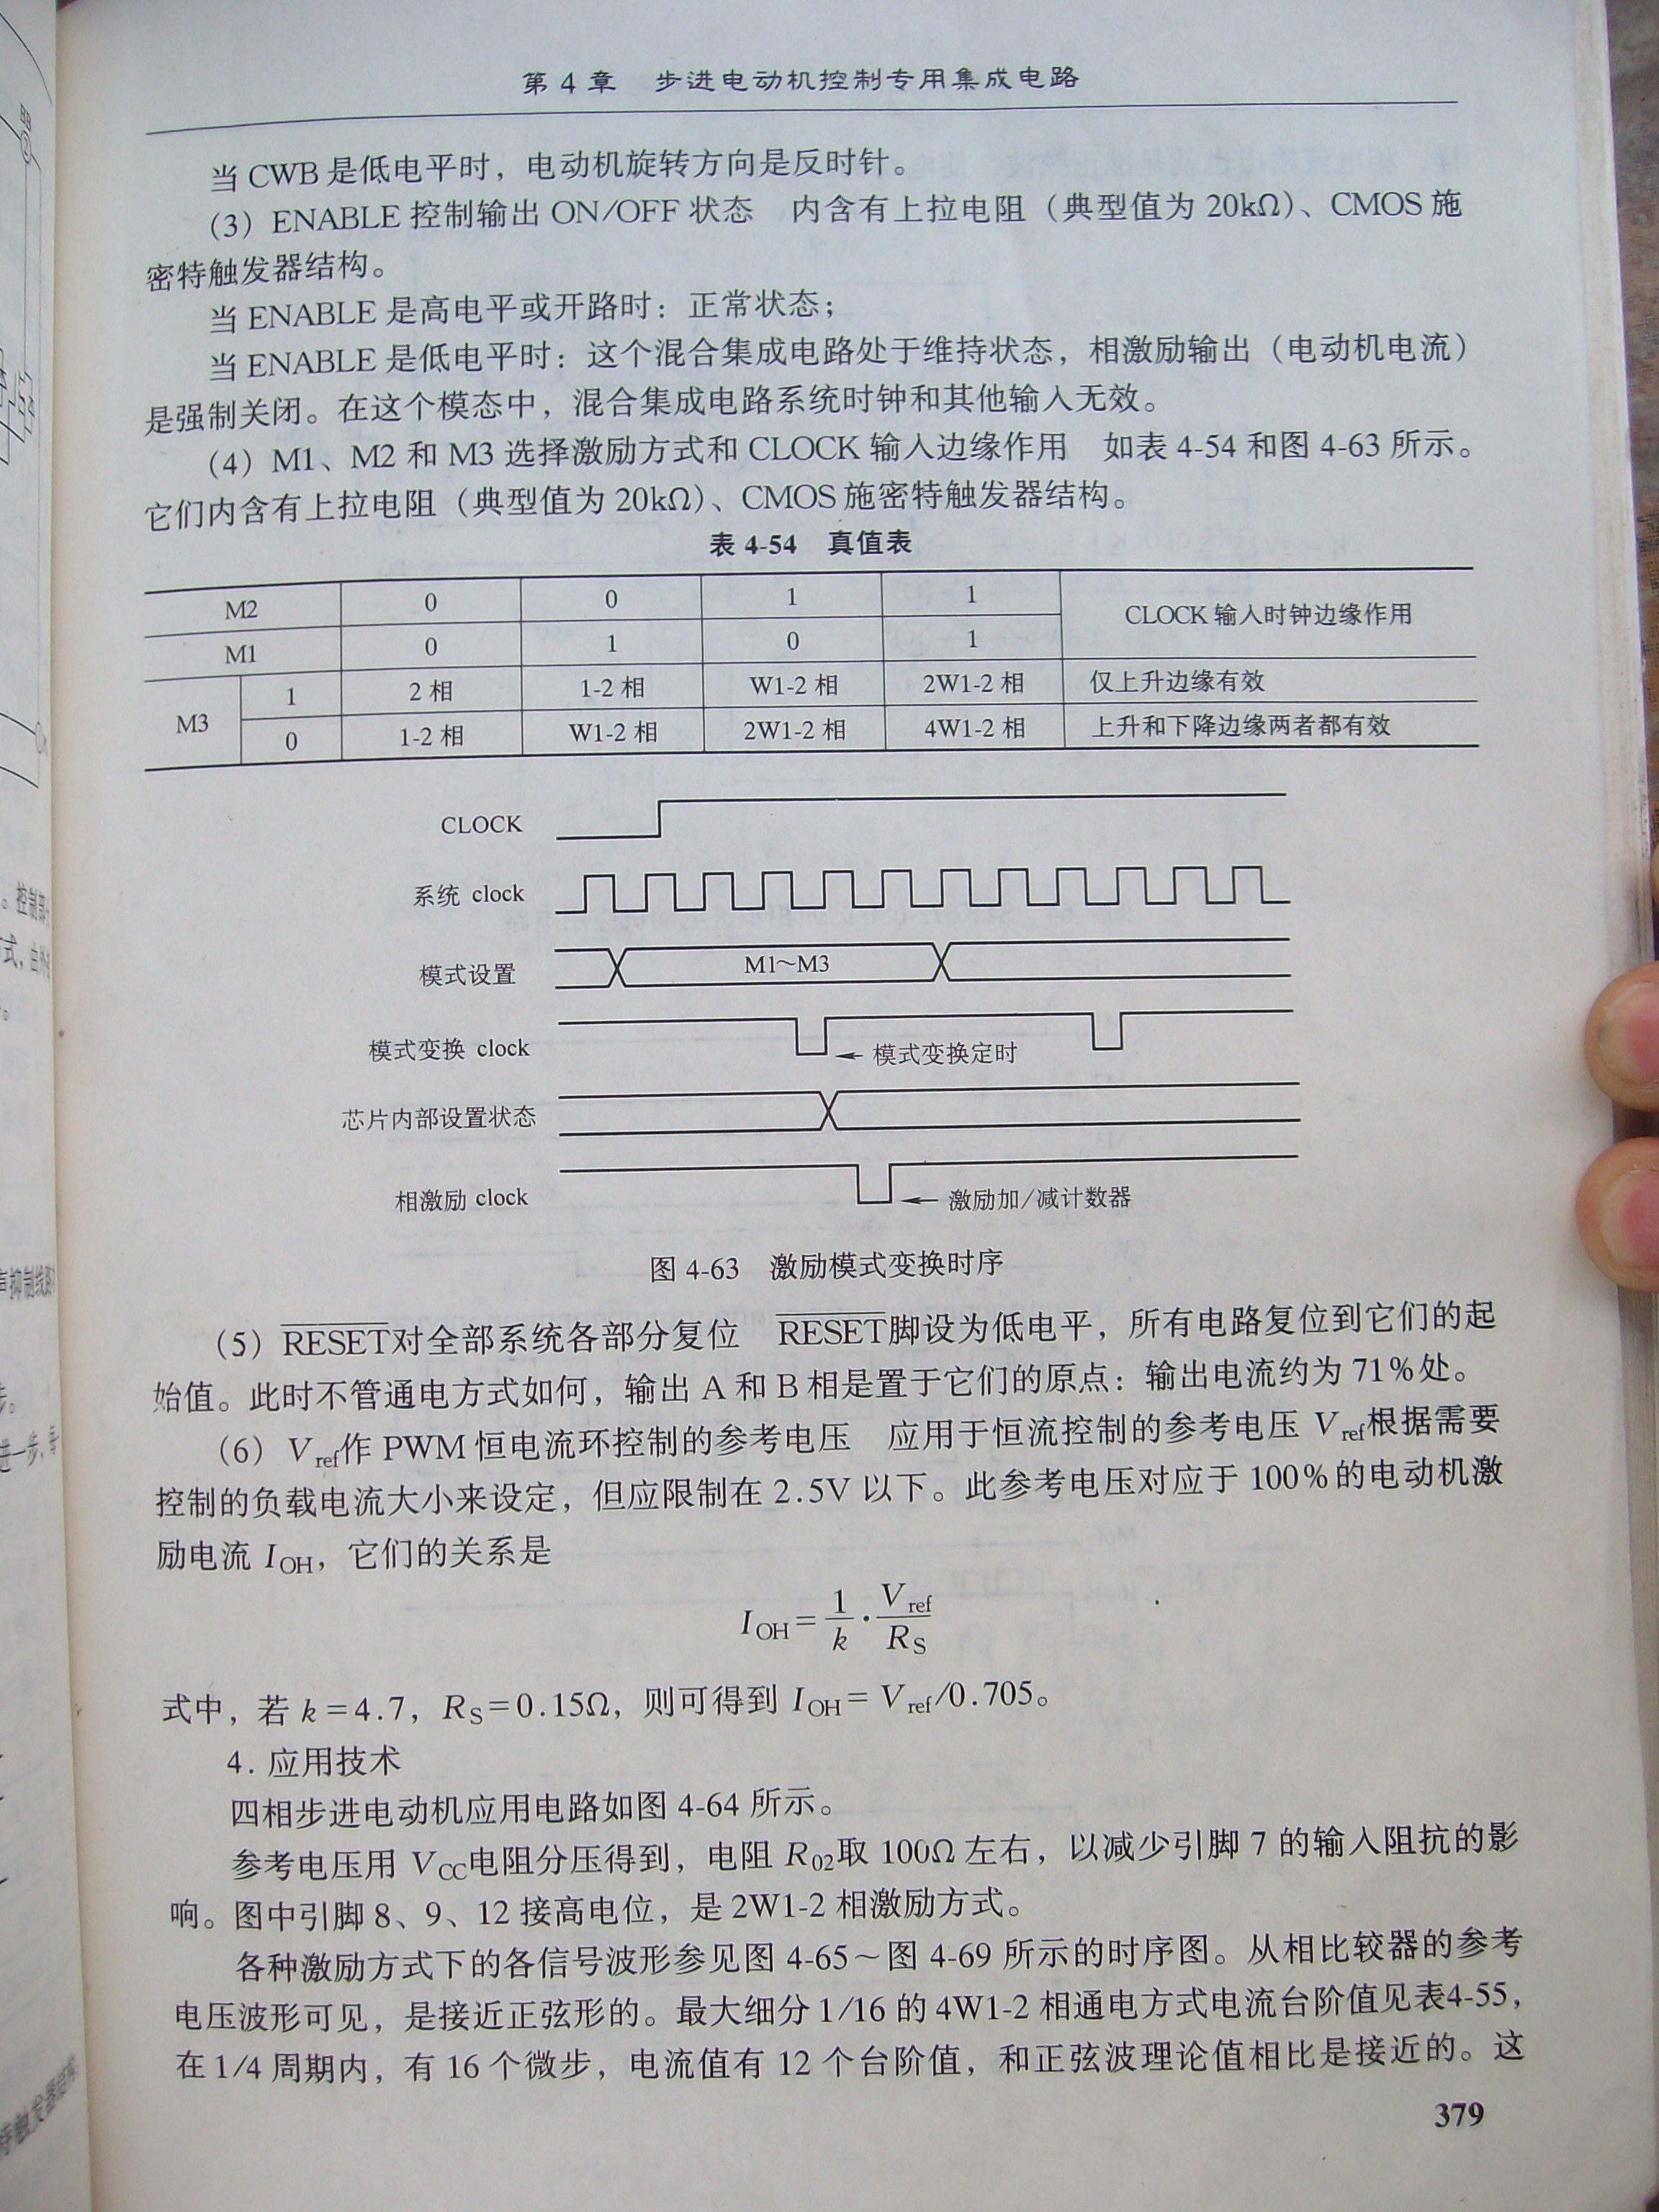 第 4 章 步进电动机控制专用集成电路
当 CWB 是低电平时，电动机旋转方向是反时针。
（3）ENABLE 控制输出 ON/OFF 状态 内含有上拉电阻（典型值为 20kΩ）、CMOS 施
密特触发器结构。
当 ENABLE 是高电平或开路时：正常状态；
当 ENABLE 是低电平时：这个混合集成电路处于维持状态，相激励输出（电动机电流）
是强制关闭。在这个模态中，混合集成电路系统时钟和其他输入无效。
（4）M1、M2 和 M3 选择激励方式和 CLOCK 输入边缘作用 如表 4-54 和图 4-63 所示。
它们内含有上拉电阻（典型值为 20kΩ）、CMOS 施密特触发器结构。
表 4-54 真值表
M2 0 0 1 1 CLOCK 输入时钟边缘作用
M1 0 1 0 1
M3 1 2 相 1-2 相 W1-2 相 2W1-2 相 仅上升边缘有效
0 1-2 相 W1-2 相 2W1-2 相 4W1-2 相 上升和下降边缘两者都有效
CLOCK
系统 clock
模式设置 M1~M3
模式变换 clock 模式变换定时
芯片内部设置状态
相激励 clock 激励加/减计数器
图 4-63 激励模式变换时序
（5）R̅E̅S̅E̅T̅对全部系统各部分复位 R̅E̅S̅E̅T̅脚设为低电平，所有电路复位到它们的起
始值。此时不管通电方式如何，输出 A 和 B 相是置于它们的原点：输出电流约为 71%处。
（6）Vref作 PWM 恒电流环控制的参考电压 应用于恒流控制的参考电压 Vref根据需要
控制的负载电流大小来设定，但应限制在 2.5V 以下。此参考电压对应于 100%的电动机激
励电流 IOH，它们的关系是
IOH = 1/k · Vref/RS
式中，若 k=4.7，RS=0.15Ω，则可得到 IOH= Vref/0.705。
4. 应用技术
四相步进电动机应用电路如图 4-64 所示。
参考电压用 VCC电阻分压得到，电阻 R02取 100Ω 左右，以减少引脚 7 的输入阻抗的影
响。图中引脚 8、9、12 接高电位，是 2W1-2 相激励方式。
各种激励方式下的各信号波形参见图 4-65～图 4-69 所示的时序图。从相比较器的参考
电压波形可见，是接近正弦形的。最大细分 1/16 的 4W1-2 相通电方式电流台阶值见表4-55，
在 1/4 周期内，有 16 个微步，电流值有 12 个台阶值，和正弦波理论值相比是接近的。这
379